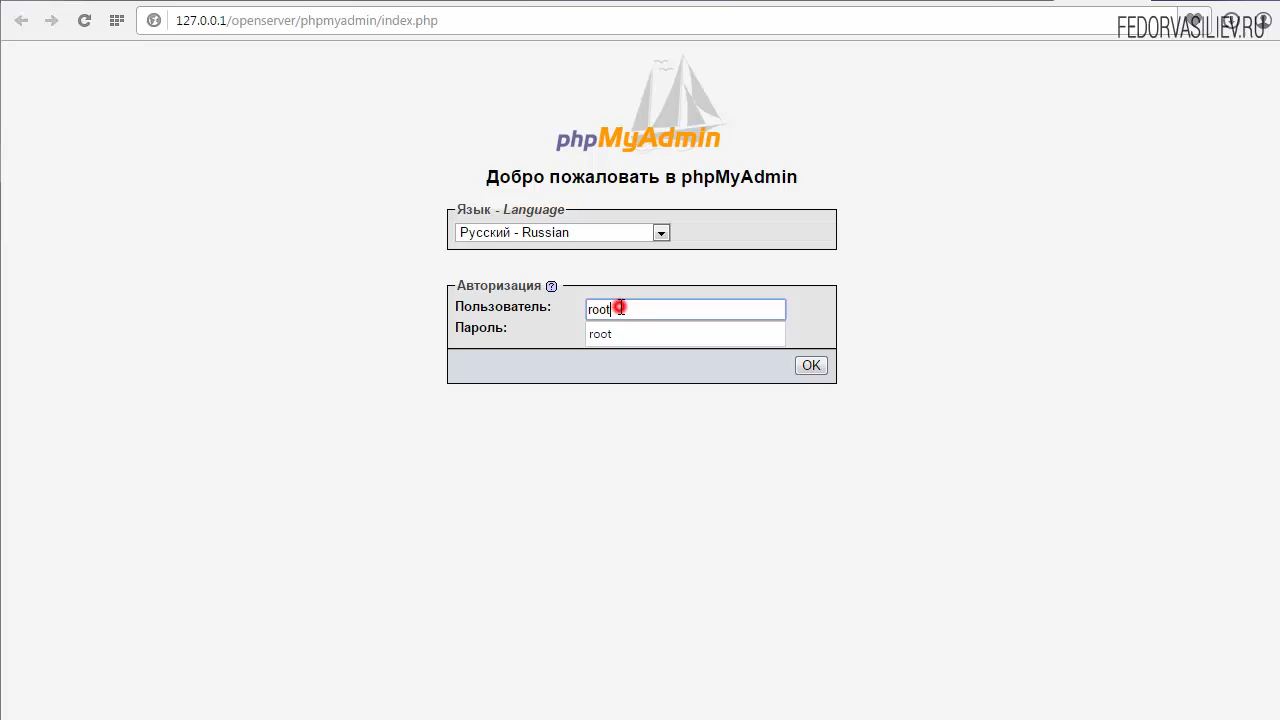 127.0.0.1/openserver/phpmyadmin/index.php
FEDORVASILIEV.RU
phpMyAdmin
Добро пожаловать в phpMyAdmin
Язык - Language
Русский - Russian
Авторизация ?
Пользователь: root
Пароль:
root
OK